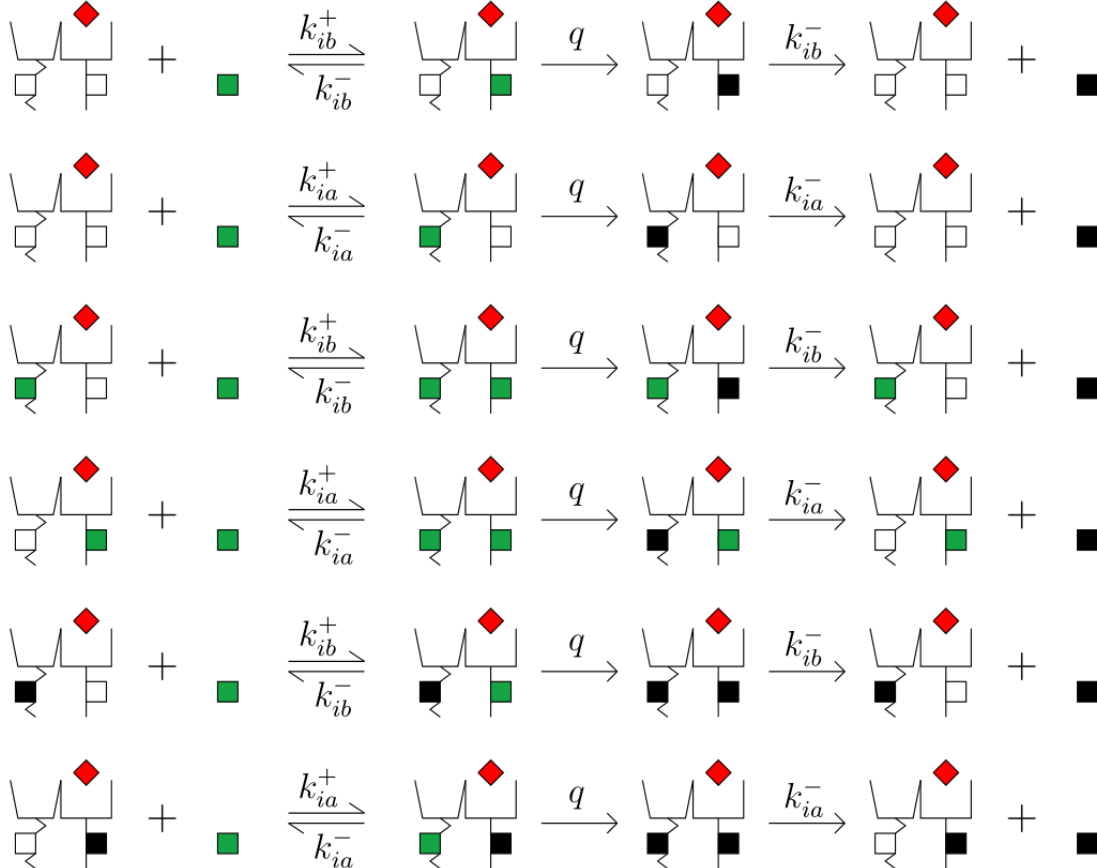 + k_{ib}^{+} k_{ib}^{-} q k_{ib}^{-} +
+ k_{ia}^{+} k_{ia}^{-} q k_{ia}^{-} +
+ k_{ib}^{+} k_{ib}^{-} q k_{ib}^{-} +
+ k_{ia}^{+} k_{ia}^{-} q k_{ia}^{-} +
+ k_{ib}^{+} k_{ib}^{-} q k_{ib}^{-} +
+ k_{ia}^{+} k_{ia}^{-} q k_{ia}^{-} +